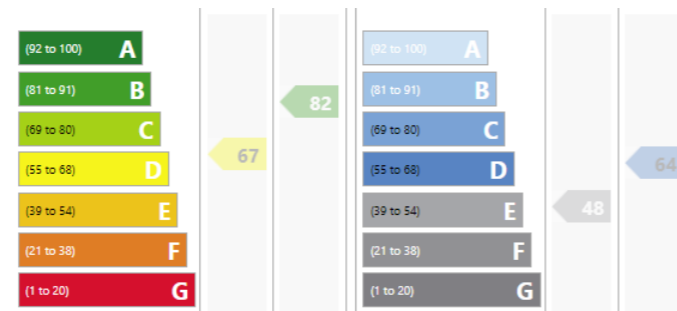 (92 to 100) A
(81 to 91) B
(69 to 80) C
(55 to 68) D
(39 to 54) E
(21 to 38) F
(1 to 20) G
67
82
(92 to 100) A
(81 to 91) B
(69 to 80) C
(55 to 68) D
(39 to 54) E
(21 to 38) F
(1 to 20) G
48
64